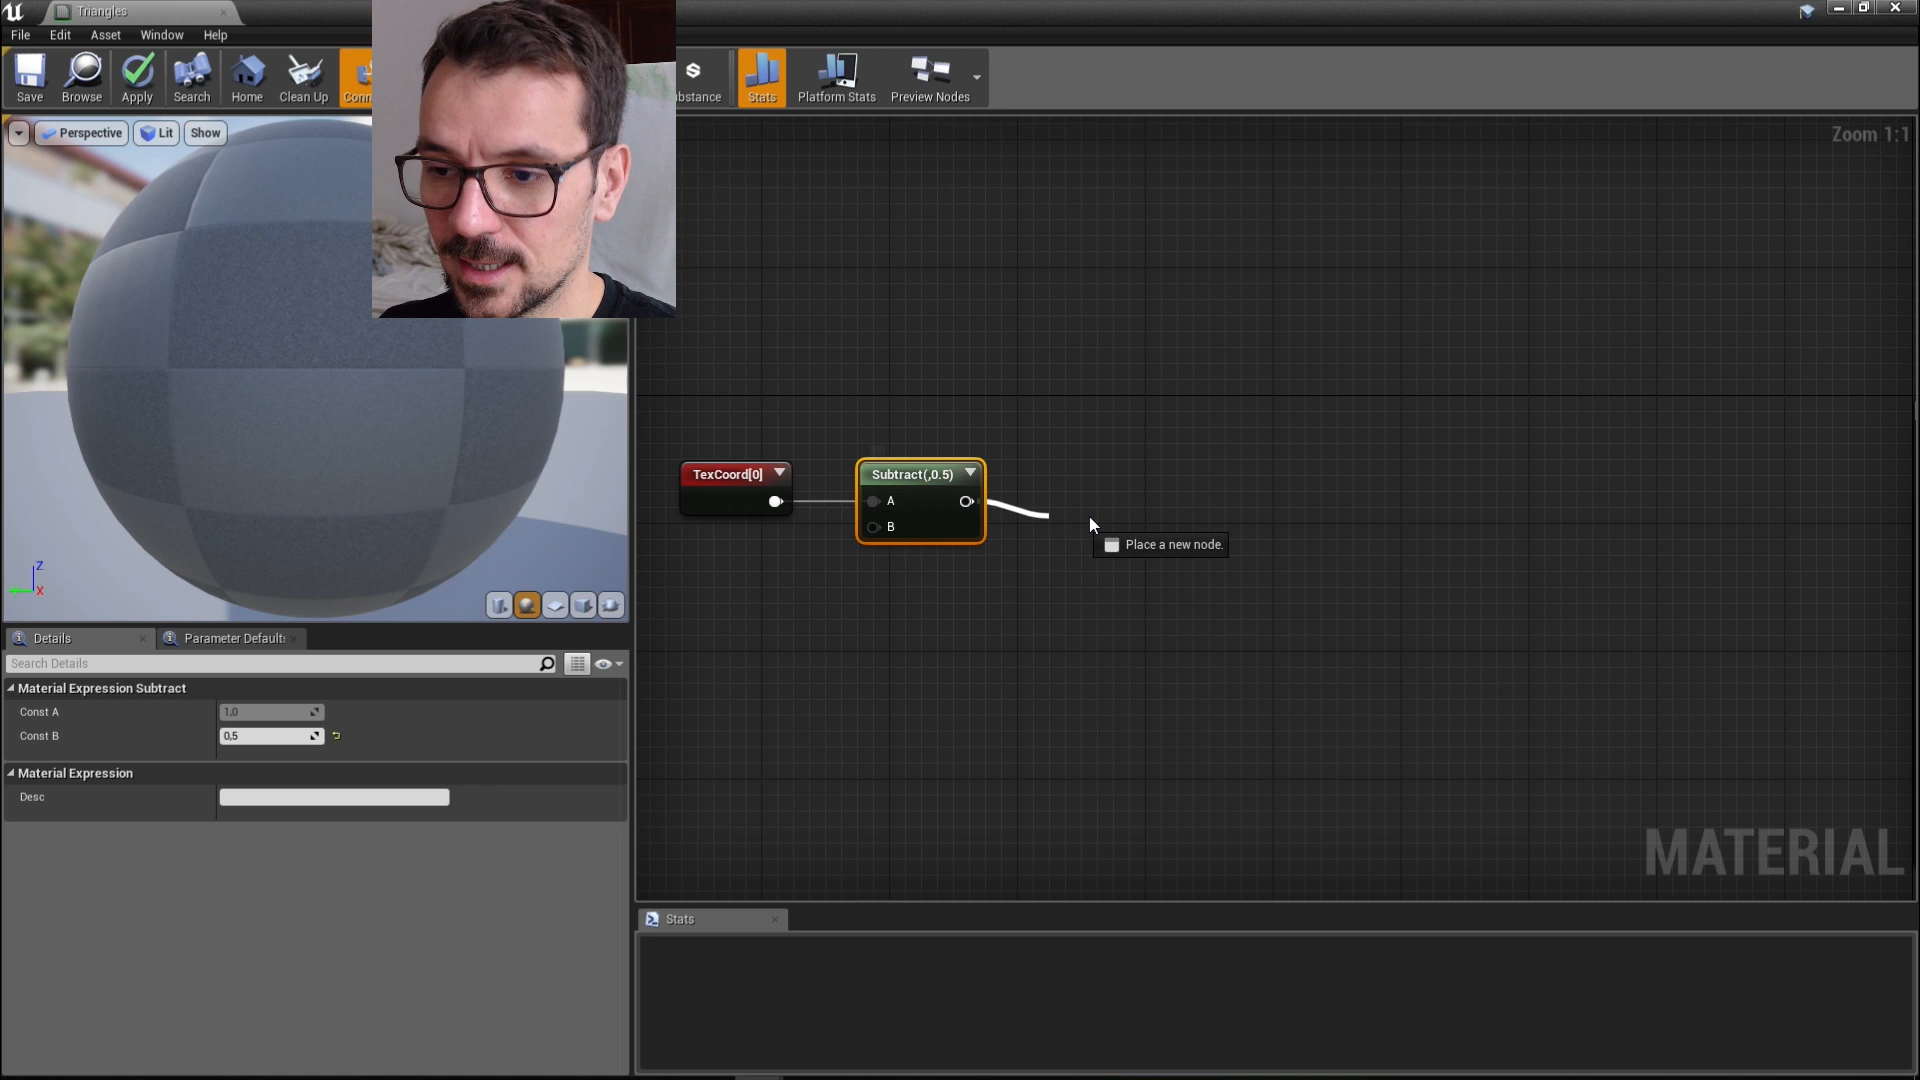 Triangles
File Edit Asset Window Help
Save Browse Apply Search Home Clean Up Stats Platform Stats Preview Nodes
Perspective Lit Show
Zoom 1:1
TexCoord[0]
Subtract(,0.5)
A
B
Place a new node.
Z
X
Details Parameter Default
Search Details
Material Expression Subtract
Const A 1,0
Const B 0,5
Material Expression
Desc
MATERIAL
Stats